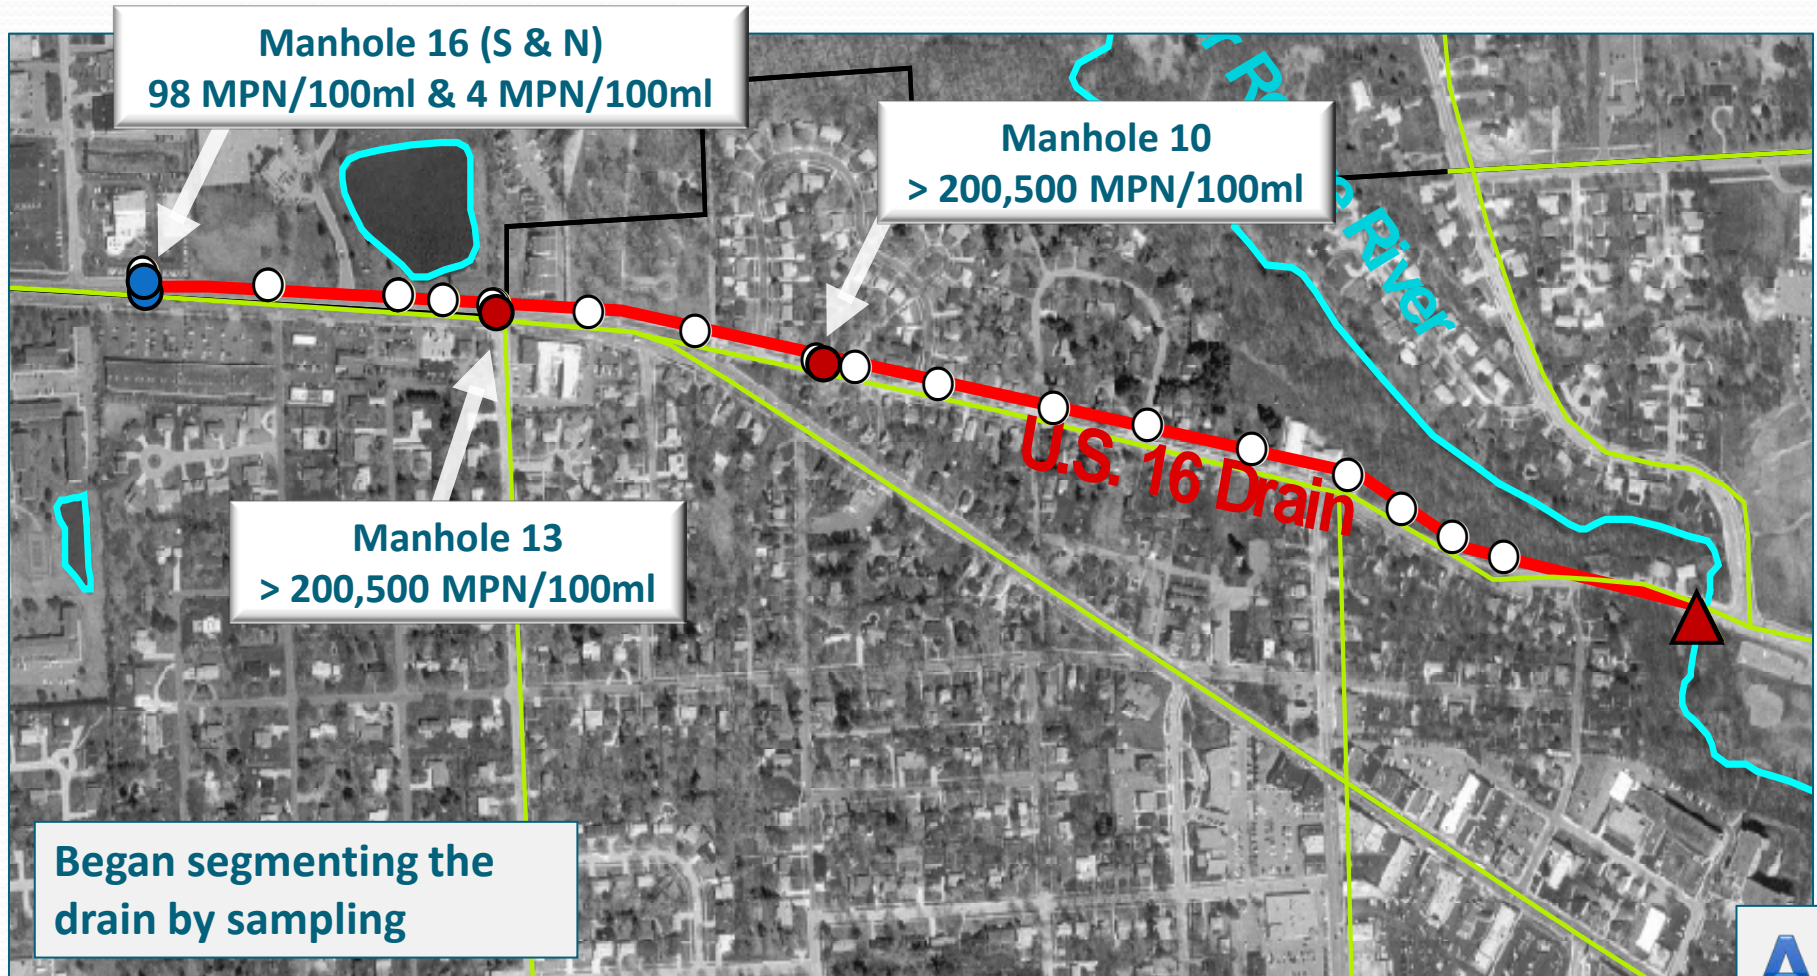 Manhole 16 (S & N)
98 MPN/100ml & 4 MPN/100ml
Manhole 10
> 200,500 MPN/100ml
River
Manhole 13
> 200,500 MPN/100ml
U.S. 16 Drain
Began segmenting the
drain by sampling